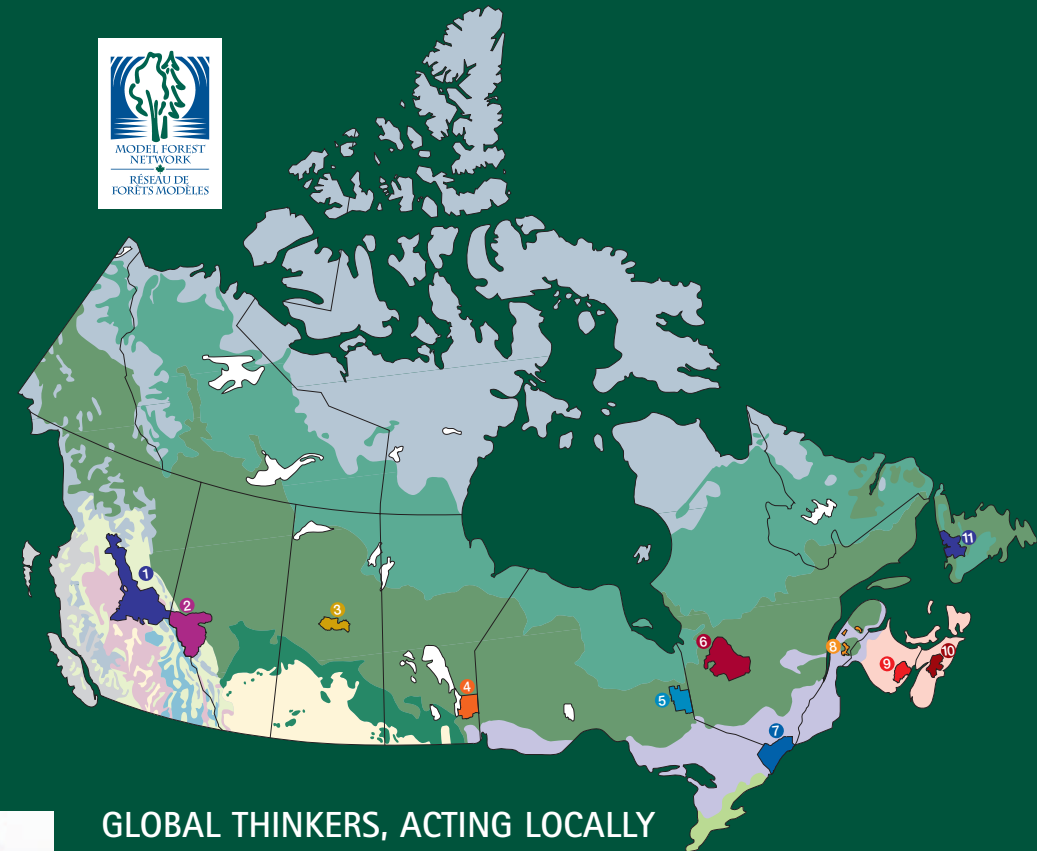 MODEL FOREST
NETWORK
RÉSEAU DE
FORÊTS MODÈLES
1
2
3
4
5
6
7
8
9
10
11
GLOBAL THINKERS, ACTING LOCALLY